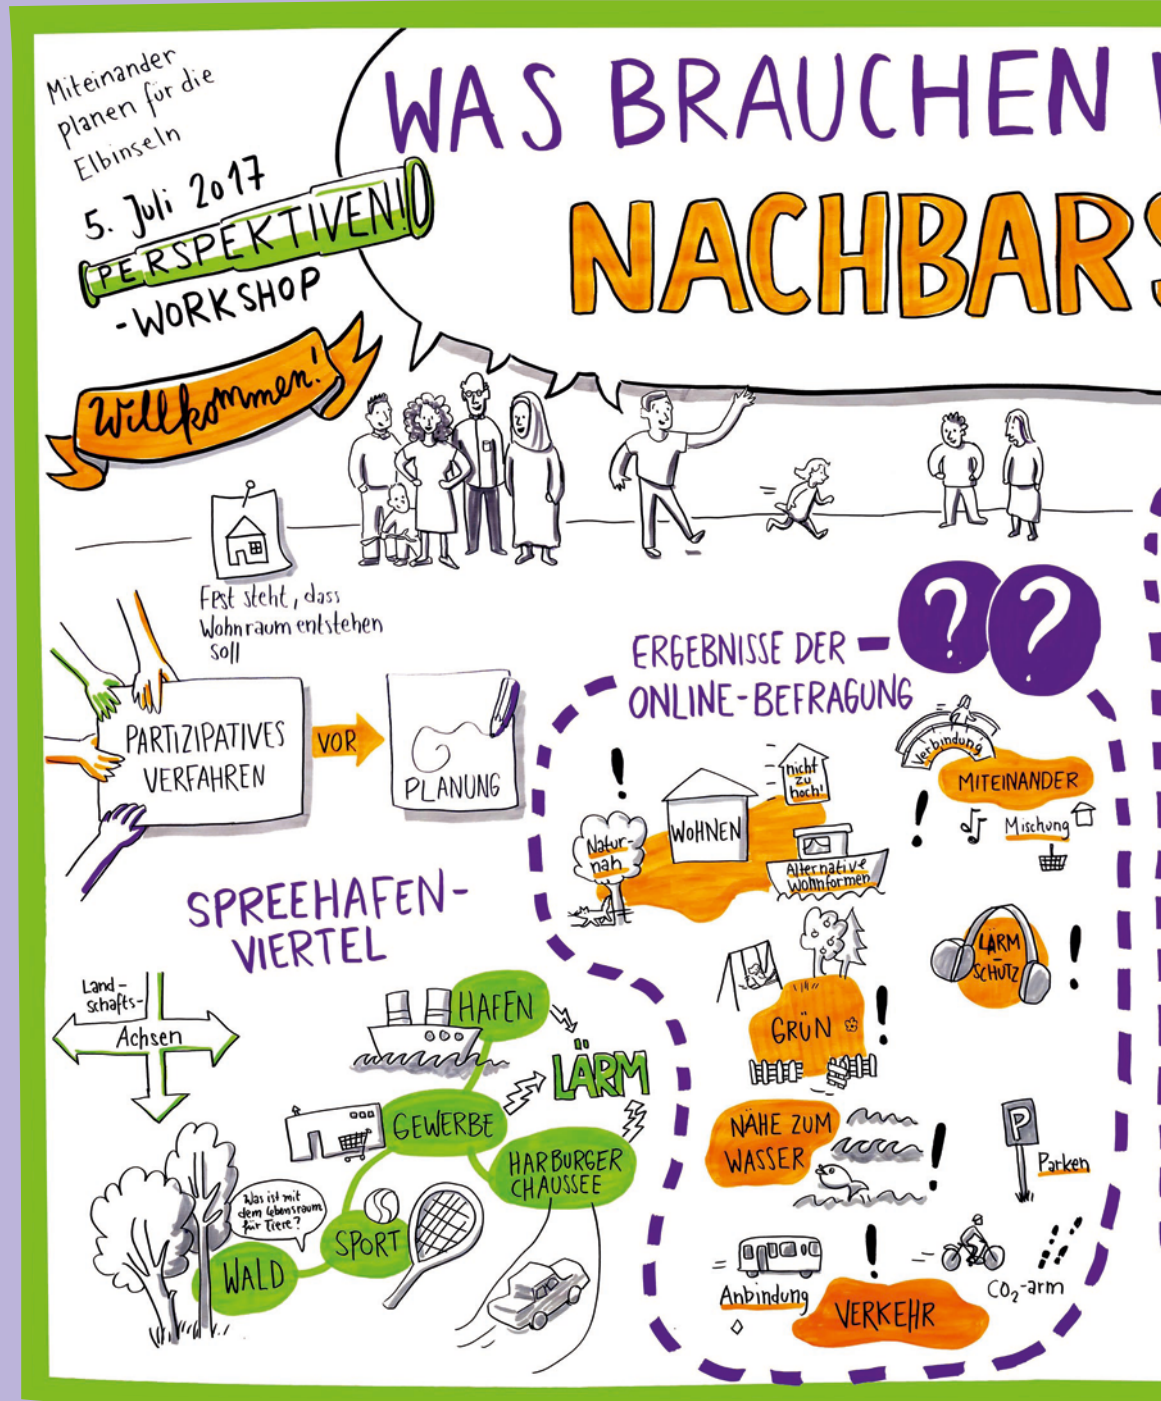 Miteinander
planen für die
Elbinseln
5. Juli 2017
PERSPEKTIVEN!
-WORKSHOP
Willkommen!
WAS BRAUCHEN
NACHBAR
Fest steht, dass
Wohnraum entstehen
soll
PARTIZIPATIVES
VERFAHREN
VOR
PLANUNG
SPREEHAFEN-
VIERTEL
Land-
schafts-
Achsen
HAFEN
LÄRM
GEWERBE
HARBURGER
CHAUSSEE
Was ist mit
dem Lebensraum
für Tiere?
SPORT
WALD
ERGEBNISSE DER
ONLINE-BEFRAGUNG
? ?
!
Natur-
nah
WOHNEN
nicht
zu
hoch!
Alternative
Wohnformen
Verbindung
MITEINANDER
!
Mischung
LÄRM
-
SCHUTZ
!
GRÜN
!
NÄHE ZUM
WASSER
!
P
Parken
Anbindung
!
VERKEHR
CO₂-arm